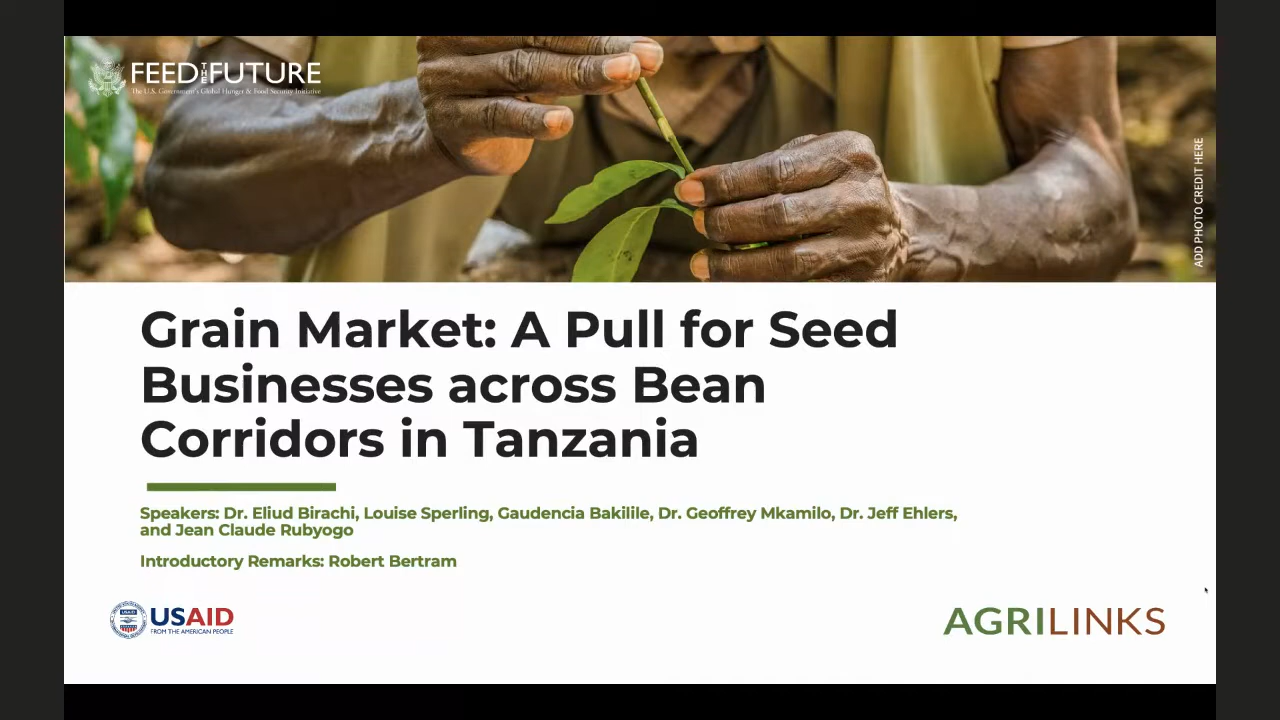 FEED THE FUTURE
The U.S. Government's Global Hunger & Food Security Initiative
ADD PHOTO CREDIT HERE
Grain Market: A Pull for Seed
Businesses across Bean
Corridors in Tanzania
Speakers: Dr. Eliud Birachi, Louise Sperling, Gaudencia Bakilile, Dr. Geoffrey Mkamilo, Dr. Jeff Ehlers,
and Jean Claude Rubyogo
Introductory Remarks: Robert Bertram
USAID
FROM THE AMERICAN PEOPLE
AGRILINKS